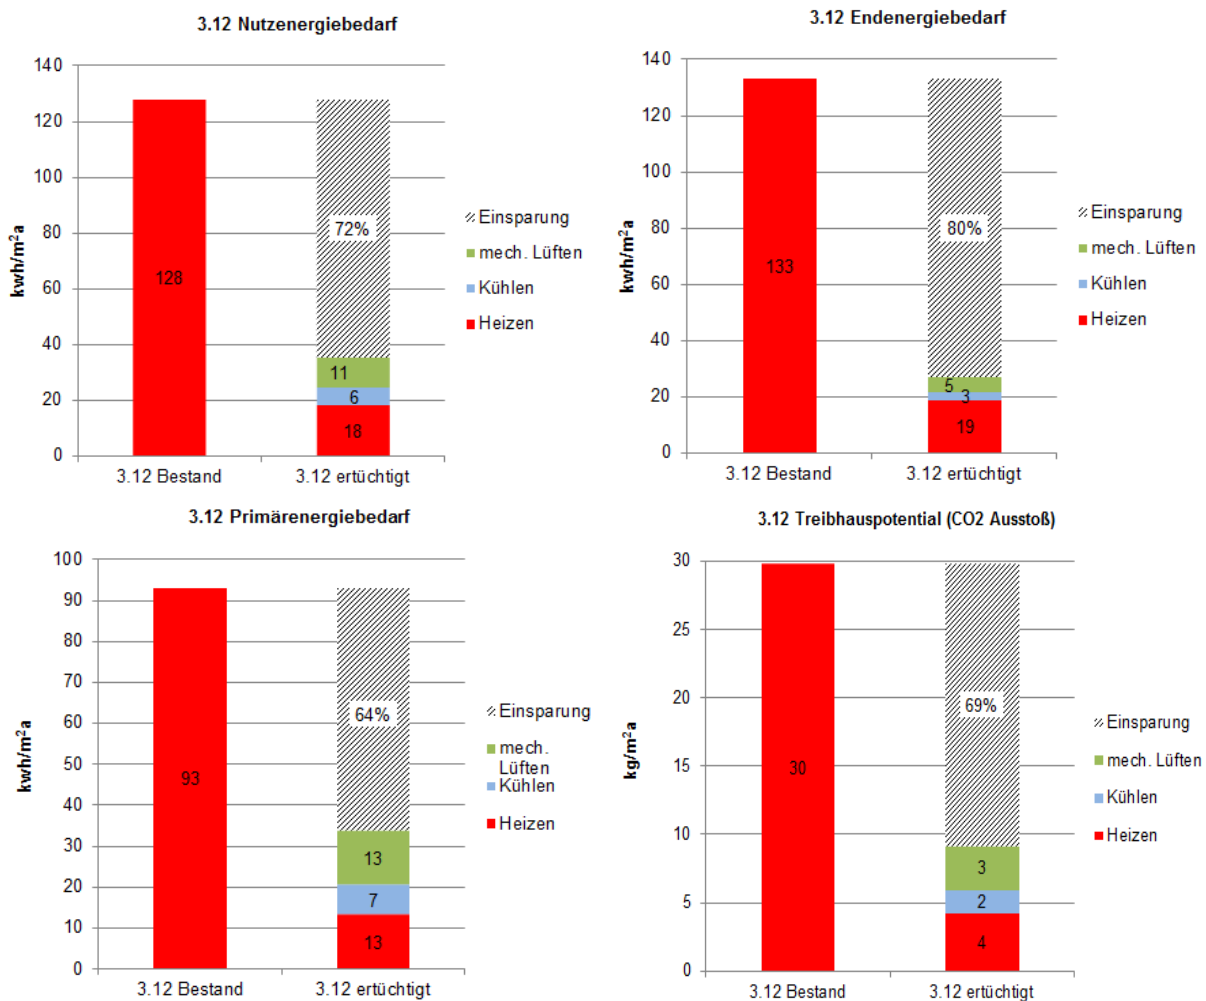 3.12 Nutzenergiebedarf
kwh/m²a
140
120
100
80
60
40
20
0
128
72%
11
6
18
3.12 Bestand
3.12 ertüchtigt
Einsparung
mech. Lüften
Kühlen
Heizen
3.12 Endenergiebedarf
kwh/m²a
140
120
100
80
60
40
20
0
133
80%
5
3
19
3.12 Bestand
3.12 ertüchtigt
Einsparung
mech. Lüften
Kühlen
Heizen
3.12 Primärenergiebedarf
kwh/m²a
100
90
80
70
60
50
40
30
20
10
0
93
64%
13
7
13
3.12 Bestand
3.12 ertüchtigt
Einsparung
mech.
Lüften
Kühlen
Heizen
3.12 Treibhauspotential (CO2 Ausstoß)
kg/m²a
30
25
20
15
10
5
0
30
69%
3
2
4
3.12 Bestand
3.12 ertüchtigt
Einsparung
mech. Lüften
Kühlen
Heizen